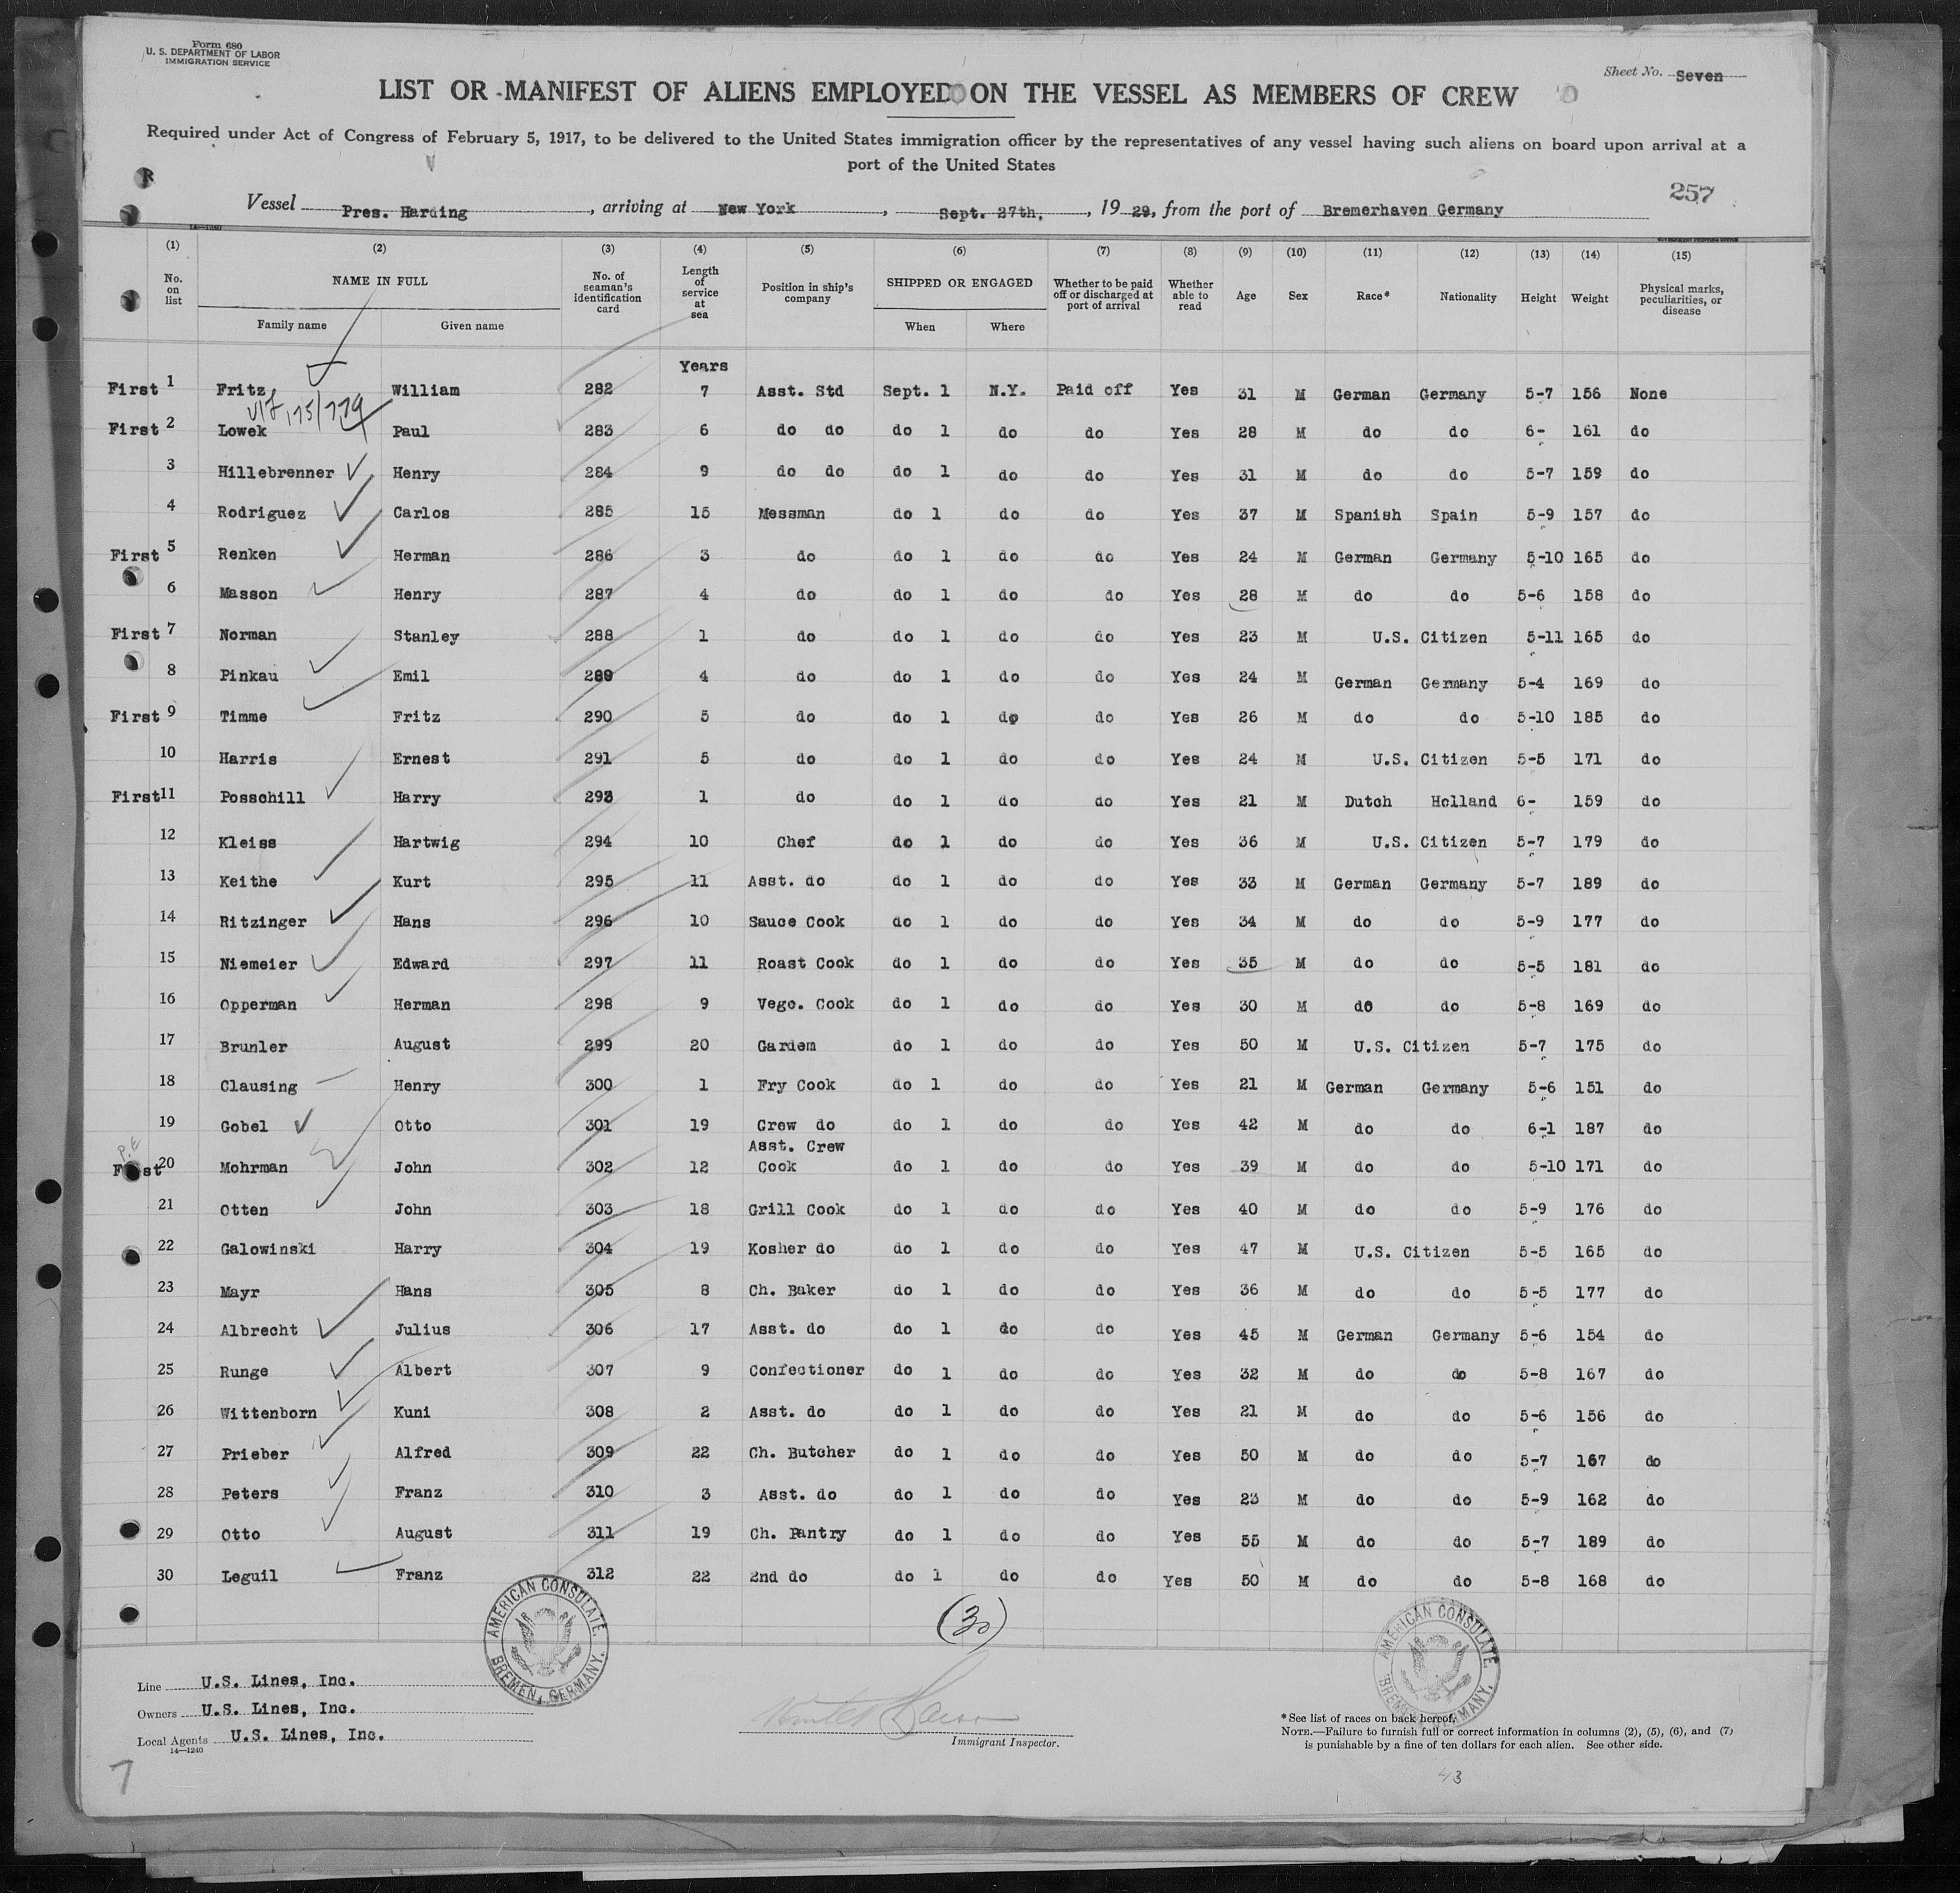 Form 680
U. S. DEPARTMENT OF LABOR
IMMIGRATION SERVICE
Sheet No. Seven
LIST OR MANIFEST OF ALIENS EMPLOYED ON THE VESSEL AS MEMBERS OF CREW
Required under Act of Congress of February 5, 1917, to be delivered to the United States immigration officer by the representatives of any vessel having such aliens on board upon arrival at a
port of the United States
257
Vessel Pres. Harding, arriving at New York, Sept. 27th, , 19 29, from the port of Bremerhaven Germany
14—1240
(1) (2) (3) (4) (5) (6) (7) (8) (9) (10) (11) (12) (13) (14) (15)
No. on list NAME IN FULL Family name Given name No. of seaman's identification card Length of service at sea Position in ship's company SHIPPED OR ENGAGED When Where Whether to be paid off or discharged at port of arrival Whether able to read Age Sex Race* Nationality Height Weight Physical marks, peculiarities, or disease
Years
First 1 Fritz William 282 7 Asst. Std Sept. 1 N.Y. Paid off Yes 31 M German Germany 5-7 156 None
First 2 Lowek Paul 283 6 do do do 1 do do Yes 28 M do do 6- 161 do
3 Hillebrenner Henry 284 9 do do do 1 do do Yes 31 M do do 5-7 159 do
4 Rodriguez Carlos 285 15 Messman do 1 do do Yes 37 M Spanish Spain 5-9 157 do
First 5 Renken Herman 286 3 do do 1 do do Yes 24 M German Germany 5-10 165 do
6 Masson Henry 287 4 do do 1 do do Yes 28 M do do 5-6 158 do
First 7 Norman Stanley 288 1 do do 1 do do Yes 23 M U.S. Citizen 5-11 165 do
8 Pinkau Emil 289 4 do do 1 do do Yes 24 M German Germany 5-4 169 do
First 9 Timme Fritz 290 5 do do 1 do do Yes 26 M do do 5-10 185 do
10 Harris Ernest 291 5 do do 1 do do Yes 24 M U.S. Citizen 5-5 171 do
First 11 Posschill Harry 293 1 do do 1 do do Yes 21 M Dutch Holland 6- 159 do
12 Kleiss Hartwig 294 10 Chef do 1 do do Yes 36 M U.S. Citizen 5-7 179 do
13 Keithe Kurt 295 11 Asst. do do 1 do do Yes 33 M German Germany 5-7 189 do
14 Ritzinger Hans 296 10 Sauce Cook do 1 do do Yes 34 M do do 5-9 177 do
15 Niemeier Edward 297 11 Roast Cook do 1 do do Yes 35 M do do 5-5 181 do
16 Opperman Herman 298 9 Vege. Cook do 1 do do Yes 30 M do do 5-8 169 do
17 Brunler August 299 20 Gardem do 1 do do Yes 50 M U.S. Citizen 5-7 175 do
18 Clausing Henry 300 1 Fry Cook do 1 do do Yes 21 M German Germany 5-6 151 do
19 Gobel Otto 301 19 Crew do do 1 do do Yes 42 M do do 6-1 187 do
P.E
First 20 Mohrman John 302 12 Asst. Crew Cook do 1 do do Yes 39 M do do 5-10 171 do
21 Otten John 303 18 Grill Cook do 1 do do Yes 40 M do do 5-9 176 do
22 Galowinski Harry 304 19 Kosher do do 1 do do Yes 47 M U.S. Citizen 5-5 165 do
23 Mayr Hans 305 8 Ch. Baker do 1 do do Yes 36 M do do 5-5 177 do
24 Albrecht Julius 306 17 Asst. do do 1 do do Yes 45 M German Germany 5-6 154 do
25 Runge Albert 307 9 Confectioner do 1 do do Yes 32 M do do 5-8 167 do
26 Wittenborn Kuni 308 2 Asst. do do 1 do do Yes 21 M do do 5-6 156 do
27 Prieber Alfred 309 22 Ch. Butcher do 1 do do Yes 50 M do do 5-7 167 do
28 Peters Franz 310 3 Asst. do do 1 do do Yes 23 M do do 5-9 162 do
29 Otto August 311 19 Ch. Pantry do 1 do do Yes 55 M do do 5-7 189 do
30 Leguil Franz 312 22 2nd do do 1 do do Yes 50 M do do 5-8 168 do
(30)
AMERICAN CONSULATE. BREMEN, GERMANY.
AMERICAN CONSULATE. BREMEN, GERMANY.
Line U.S. Lines, Inc.
Owners U.S. Lines, Inc.
Local Agents U.S. Lines, Inc.
14—1240
Immigrant Inspector.
*See list of races on back hereof.
NOTE.—Failure to furnish full or correct information in columns (2), (5), (6), and (7)
is punishable by a fine of ten dollars for each alien. See other side.
7
43